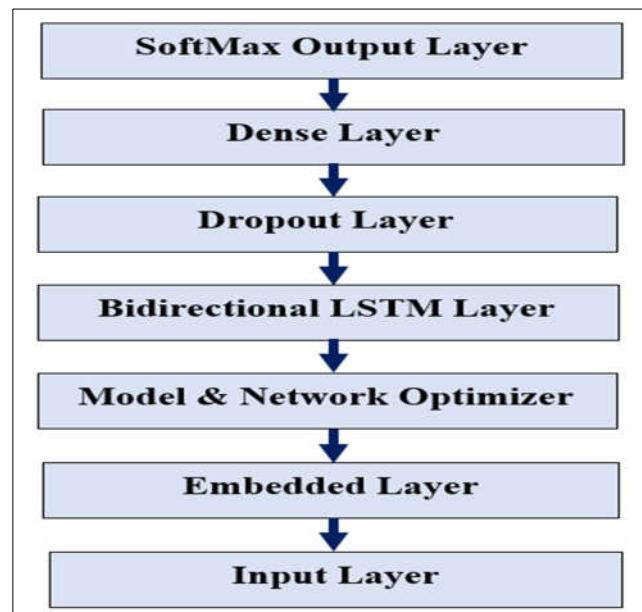 SoftMax Output Layer
Dense Layer
Dropout Layer
Bidirectional LSTM Layer
Model & Network Optimizer
Embedded Layer
Input Layer